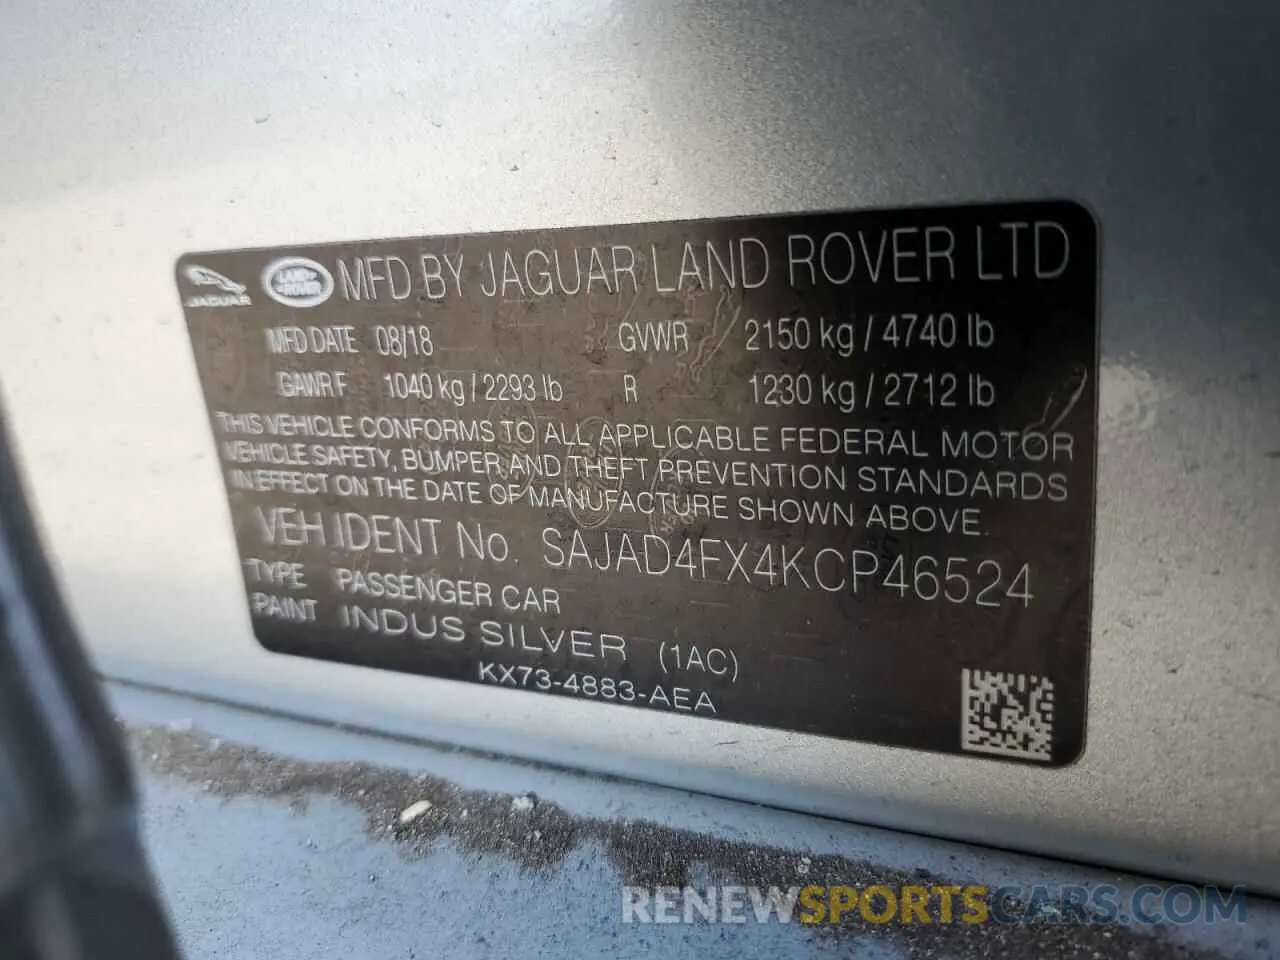 JAGUAR LAND ROVER MFD BY JAGUAR LAND ROVER LTD
MFD DATE 08/18 GVWR 2150 kg / 4740 lb
GAWR F 1040 kg / 2293 lb R 1230 kg / 2712 lb
THIS VEHICLE CONFORMS TO ALL APPLICABLE FEDERAL MOTOR
VEHICLE SAFETY, BUMPER, AND THEFT PREVENTION STANDARDS
IN EFFECT ON THE DATE OF MANUFACTURE SHOWN ABOVE.
VEH IDENT No. SAJAD4FX4KCP46524
TYPE PASSENGER CAR
PAINT INDUS SILVER (1AC)
KX73-4883-AEA
RENEWSPORTSCARS.COM